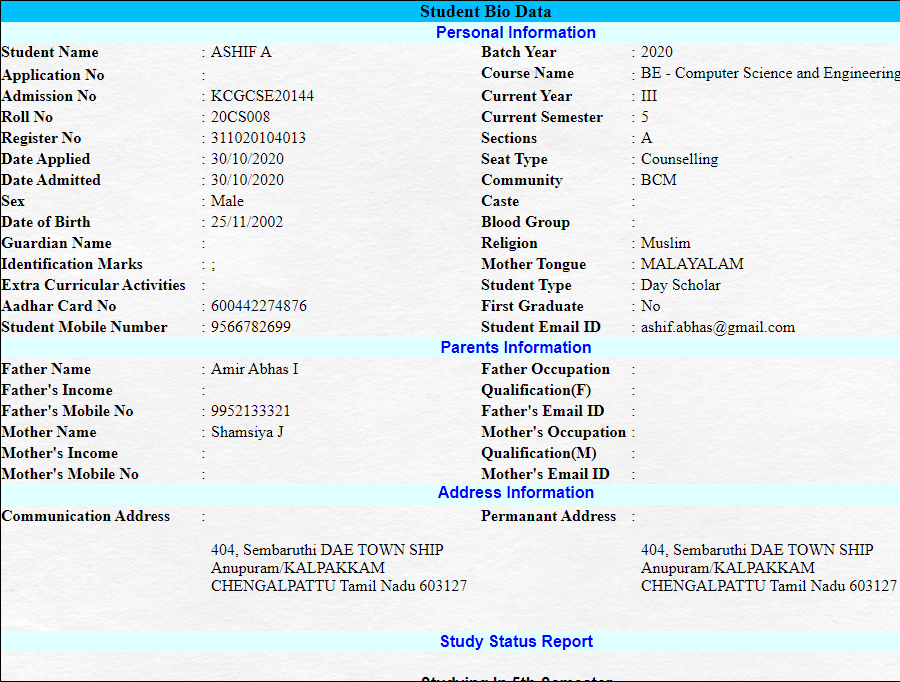 Student Bio Data
Personal Information
Student Name : ASHIF A Batch Year : 2020
Application No : Course Name : BE - Computer Science and Engineering
Admission No : KCGCSE20144 Current Year : III
Roll No : 20CS008 Current Semester : 5
Register No : 311020104013 Sections : A
Date Applied : 30/10/2020 Seat Type : Counselling
Date Admitted : 30/10/2020 Community : BCM
Sex : Male Caste :
Date of Birth : 25/11/2002 Blood Group :
Guardian Name : Religion : Muslim
Identification Marks : ; Mother Tongue : MALAYALAM
Extra Curricular Activities : Student Type : Day Scholar
Aadhar Card No : 600442274876 First Graduate : No
Student Mobile Number : 9566782699 Student Email ID : ashif.abhas@gmail.com
Parents Information
Father Name : Amir Abhas I Father Occupation :
Father's Income : Qualification(F) :
Father's Mobile No : 9952133321 Father's Email ID :
Mother Name : Shamsiya J Mother's Occupation :
Mother's Income : Qualification(M) :
Mother's Mobile No : Mother's Email ID :
Address Information
Communication Address : Permanant Address :
404, Sembaruthi DAE TOWN SHIP 404, Sembaruthi DAE TOWN SHIP
Anupuram/KALPAKKAM Anupuram/KALPAKKAM
CHENGALPATTU Tamil Nadu 603127 CHENGALPATTU Tamil Nadu 603127
Study Status Report
Studying In 5th Semester